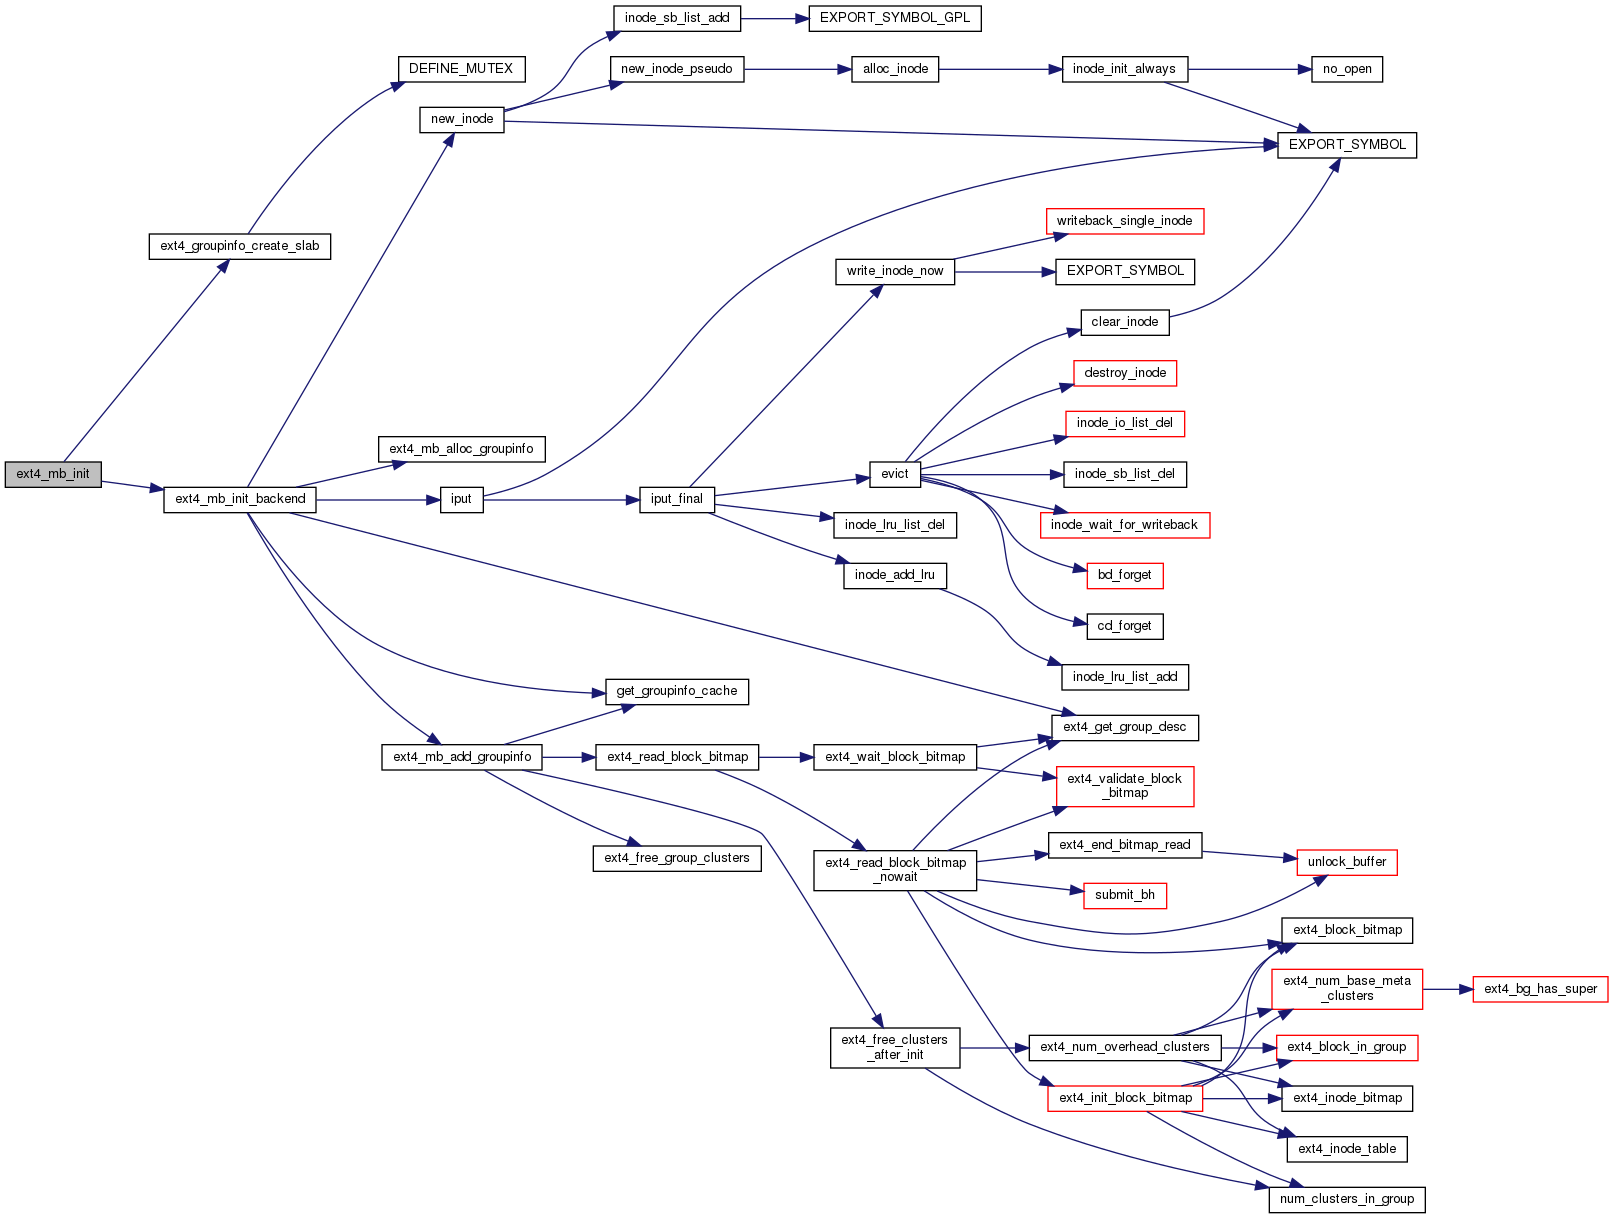 inode_sb_list_add
EXPORT_SYMBOL_GPL
DEFINE_MUTEX
new_inode_pseudo
alloc_inode
inode_init_always
no_open
new_inode
EXPORT_SYMBOL
writeback_single_inode
ext4_groupinfo_create_slab
write_inode_now
EXPORT_SYMBOL
clear_inode
destroy_inode
inode_io_list_del
ext4_mb_alloc_groupinfo
ext4_mb_init
evict
inode_sb_list_del
ext4_mb_init_backend
iput
iput_final
inode_lru_list_del
inode_wait_for_writeback
inode_add_lru
bd_forget
cd_forget
inode_lru_list_add
get_groupinfo_cache
ext4_get_group_desc
ext4_mb_add_groupinfo
ext4_read_block_bitmap
ext4_wait_block_bitmap
ext4_validate_block
_bitmap
ext4_end_bitmap_read
ext4_free_group_clusters
ext4_read_block_bitmap
_nowait
unlock_buffer
submit_bh
ext4_block_bitmap
ext4_num_base_meta
_clusters
ext4_bg_has_super
ext4_free_clusters
_after_init
ext4_num_overhead_clusters
ext4_block_in_group
ext4_init_block_bitmap
ext4_inode_bitmap
ext4_inode_table
num_clusters_in_group